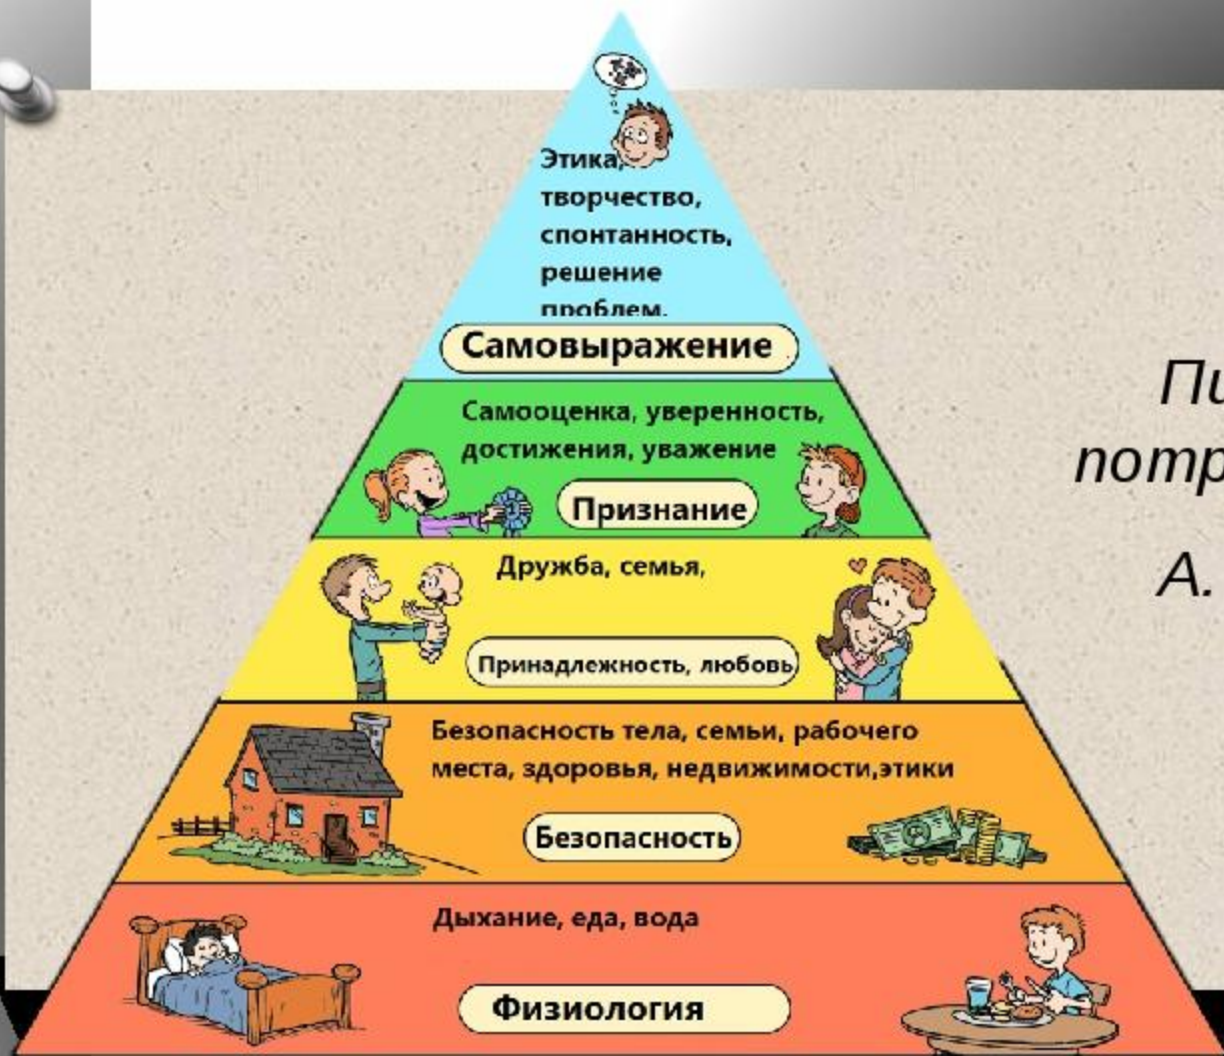 Этика,
творчество,
спонтанность,
решение
проблем.
Самовыражение
Самооценка, уверенность,
достижения, уважение
Признание
Дружба, семья,
Принадлежность, любовь
Безопасность тела, семьи, рабочего
места, здоровья, недвижимости,этики
Безопасность
Дыхание, еда, вода
Физиология
А.